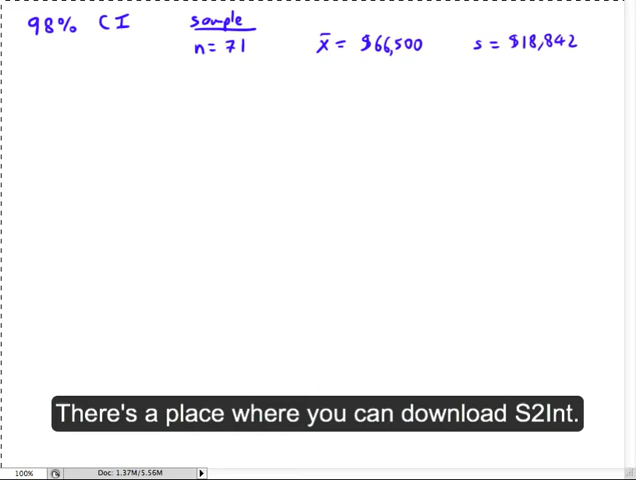 98% CI sample
n = 71 x̄ = $66,500 s = $18,842
There's a place where you can download S2Int.
100% Doc: 1.37M/5.56M